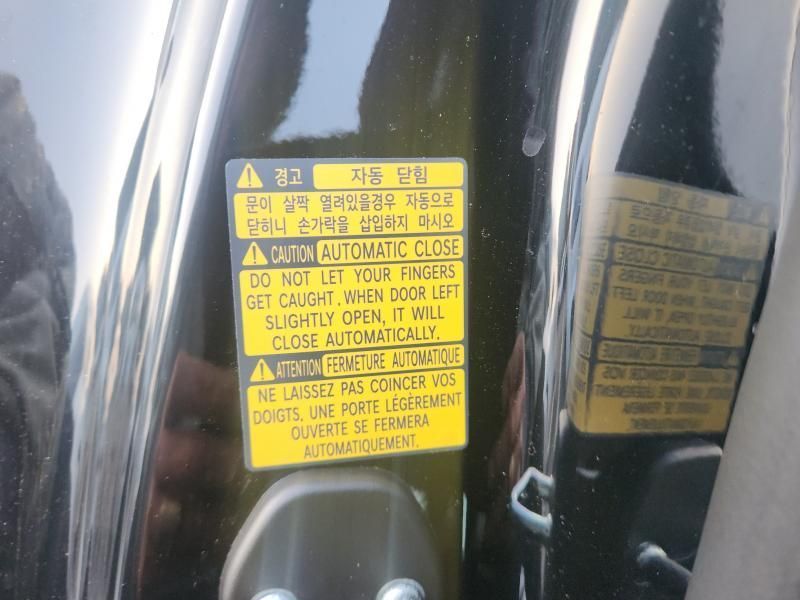 경고 자동 닫힘
문이 살짝 열려있을경우 자동으로
닫히니 손가락을 삽입하지 마시오
CAUTION AUTOMATIC CLOSE
DO NOT LET YOUR FINGERS
GET CAUGHT. WHEN DOOR LEFT
SLIGHTLY OPEN, IT WILL
CLOSE AUTOMATICALLY.
ATTENTION FERMETURE AUTOMATIQUE
NE LAISSEZ PAS COINCER VOS
DOIGTS, UNE PORTE LÉGÈREMENT
OUVERTE SE FERMERA
AUTOMATIQUEMENT.